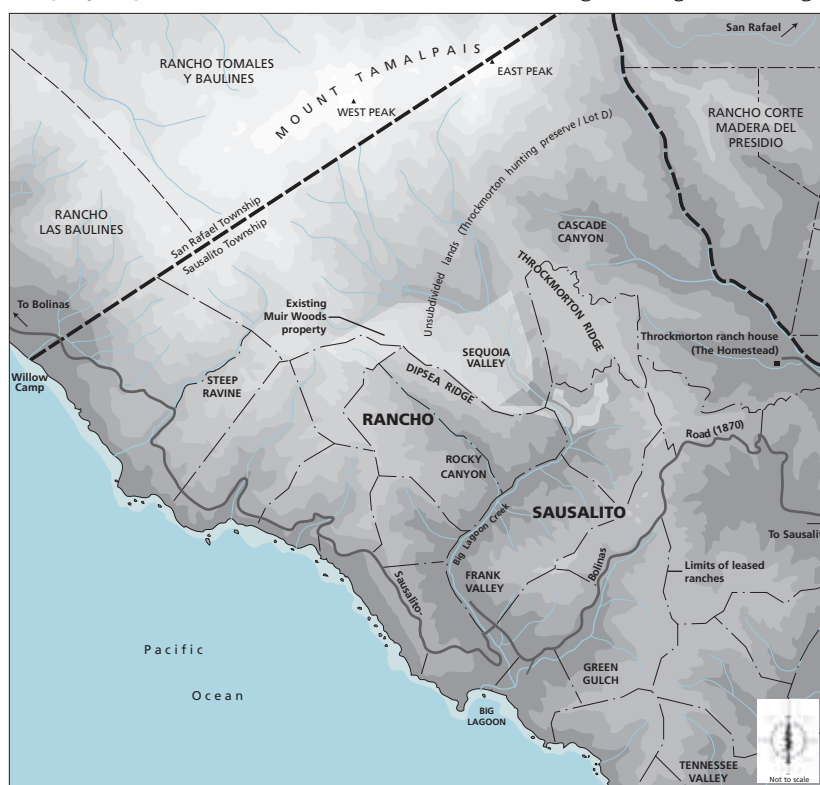 San Rafael
RANCHO TOMALES
Y BAULINES
MOUNT TAMALPAIS
EAST PEAK
WEST PEAK
RANCHO CORTE
MADERA DEL
PRESIDIO
Unsubdivided lands (Throckmorton hunting preserve / Lot D)
RANCHO
LAS BAULINES
San Rafael Township
Sausalito Township
CASCADE
CANYON
THROCKMORTON RIDGE
To Bolinas
Existing
Muir Woods
property
Throckmorton ranch house
(The Homestead)
SEQUOIA
VALLEY
Willow
Camp
STEEP
RAVINE
DIPSEA RIDGE
RANCHO
Road (1870)
ROCKY
CANYON
SAUSALITO
Big Lagoon Creek
To Sausali
Limits of leased
ranches
FRANK
VALLEY
Sausalito-
Bolinas
Pacific
Ocean
GREEN
GULCH
BIG
LAGOON
TENNESSEE
VALLEY
Not to scale